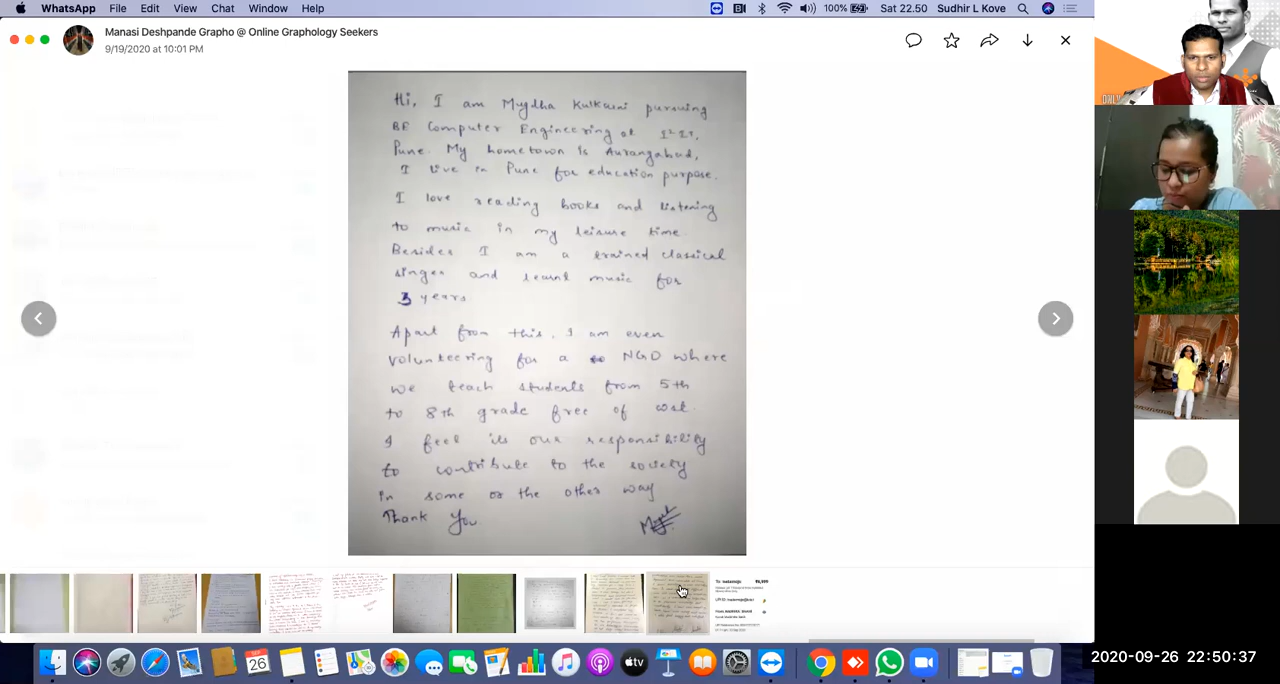 WhatsApp File Edit View Chat Window Help
100% Sat 22.50 Sudhir L Kove
Manasi Deshpande Grapho @ Online Graphology Seekers
9/19/2020 at 10:01 PM
Hi, I am Mugdha Kulkarni pursuing
BE Computer Engineering at I²IT,
Pune. My hometown is Aurangabad,
I live in Pune for education purpose.
I love reading books and listening
to music in my leisure time.
Besides I am a trained classical
singer and learnt music for
3 years
Apart from this, I am even
volunteering for a NGO where
we teach students from 5th
to 8th grade free of cost.
I feel its our responsibility
to contribute to the society
in some or the other way
Thank You
SEP
26
tv
2020-09-26 22:50:37